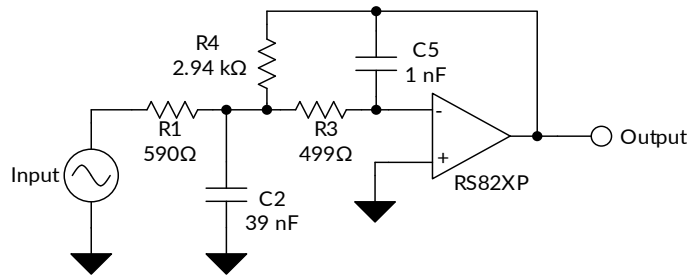 R4
2.94 kΩ
C5
1 nF
R1
590Ω
R3
499Ω
-
+
RS82XP
Output
Input
C2
39 nF